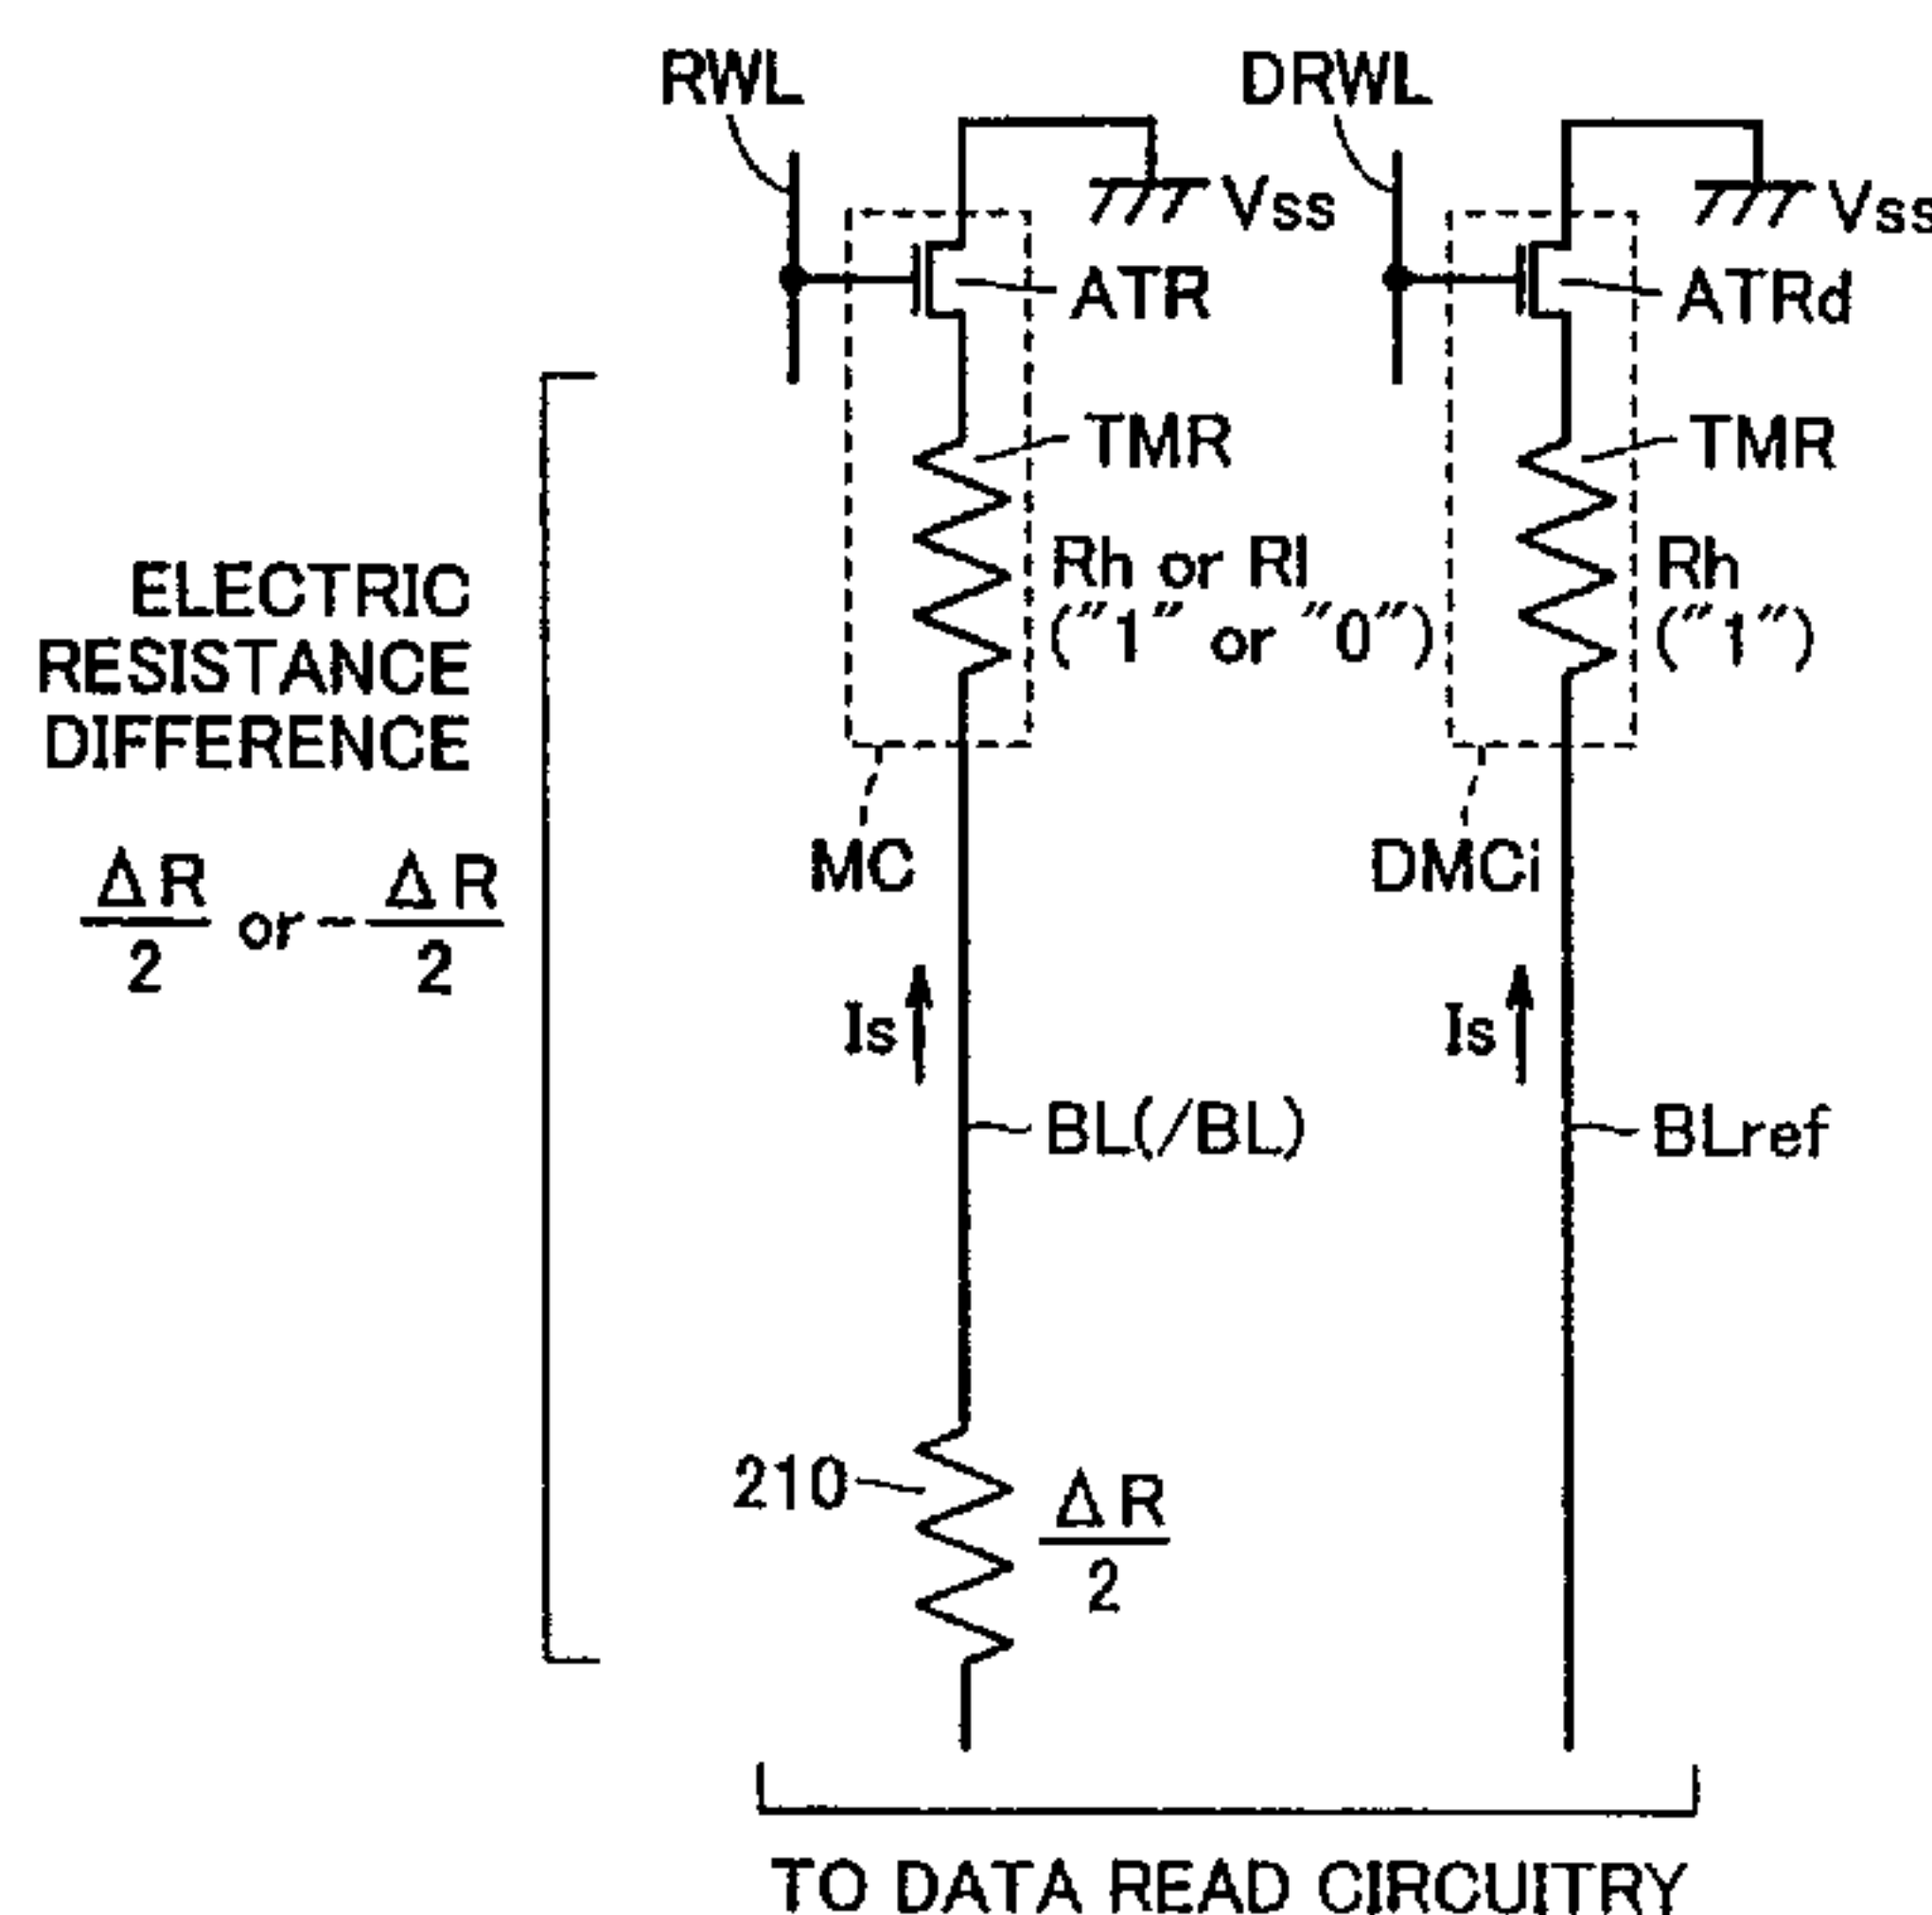 RWL
DRWL
Vss
Vss
ATR
ATRd
TMR
TMR
ELECTRIC
RESISTANCE
DIFFERENCE
ΔR/2 or -ΔR/2
Rh or Rl
("1" or "0")
Rh
("1")
MC
DMCi
Is
Is
BL(/BL)
BLref
210
ΔR/2
TO DATA READ CIRCUITRY